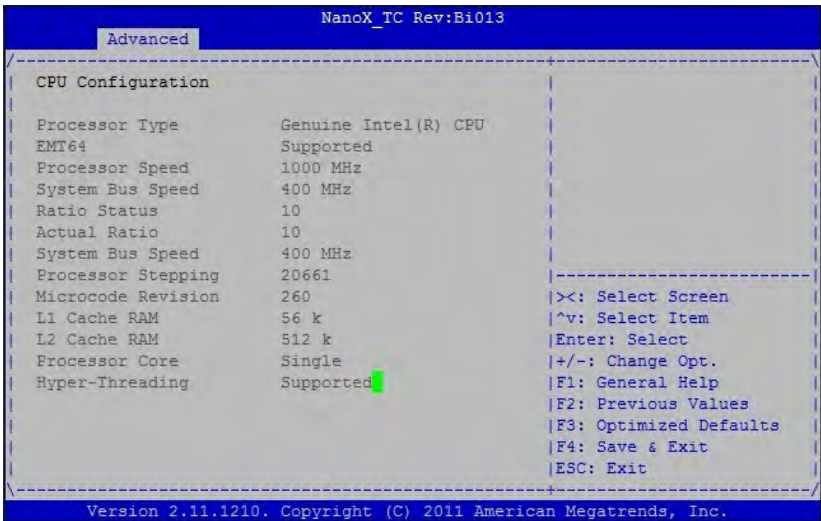 NanoX_TC Rev:Bi013
Advanced
CPU Configuration
Processor Type Genuine Intel(R) CPU
EMT64 Supported
Processor Speed 1000 MHz
System Bus Speed 400 MHz
Ratio Status 10
Actual Ratio 10
System Bus Speed 400 MHz
Processor Stepping 20661
Microcode Revision 260
L1 Cache RAM 56 k
L2 Cache RAM 512 k
Processor Core Single
Hyper-Threading Supported
><: Select Screen
^v: Select Item
Enter: Select
+/-: Change Opt.
F1: General Help
F2: Previous Values
F3: Optimized Defaults
F4: Save & Exit
ESC: Exit
Version 2.11.1210. Copyright (C) 2011 American Megatrends, Inc.